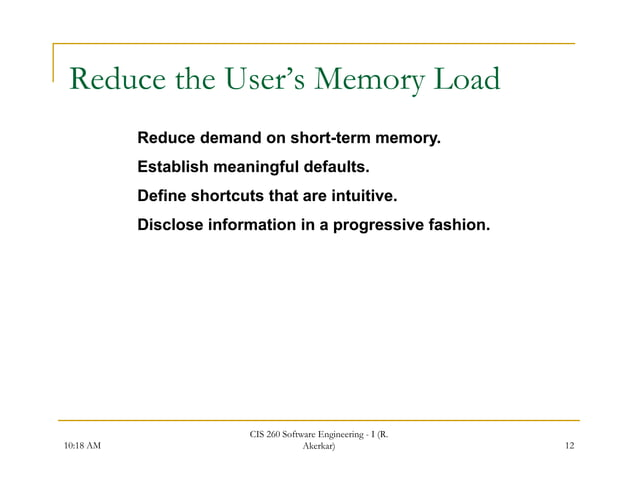 Reduce the User’s Memory Load
Reduce demand on short-term memory.
Establish meaningful defaults.
Define shortcuts that are intuitive.
Disclose information in a progressive fashion.
10:18 AM
CIS 260 Software Engineering - I (R.
Akerkar)
12